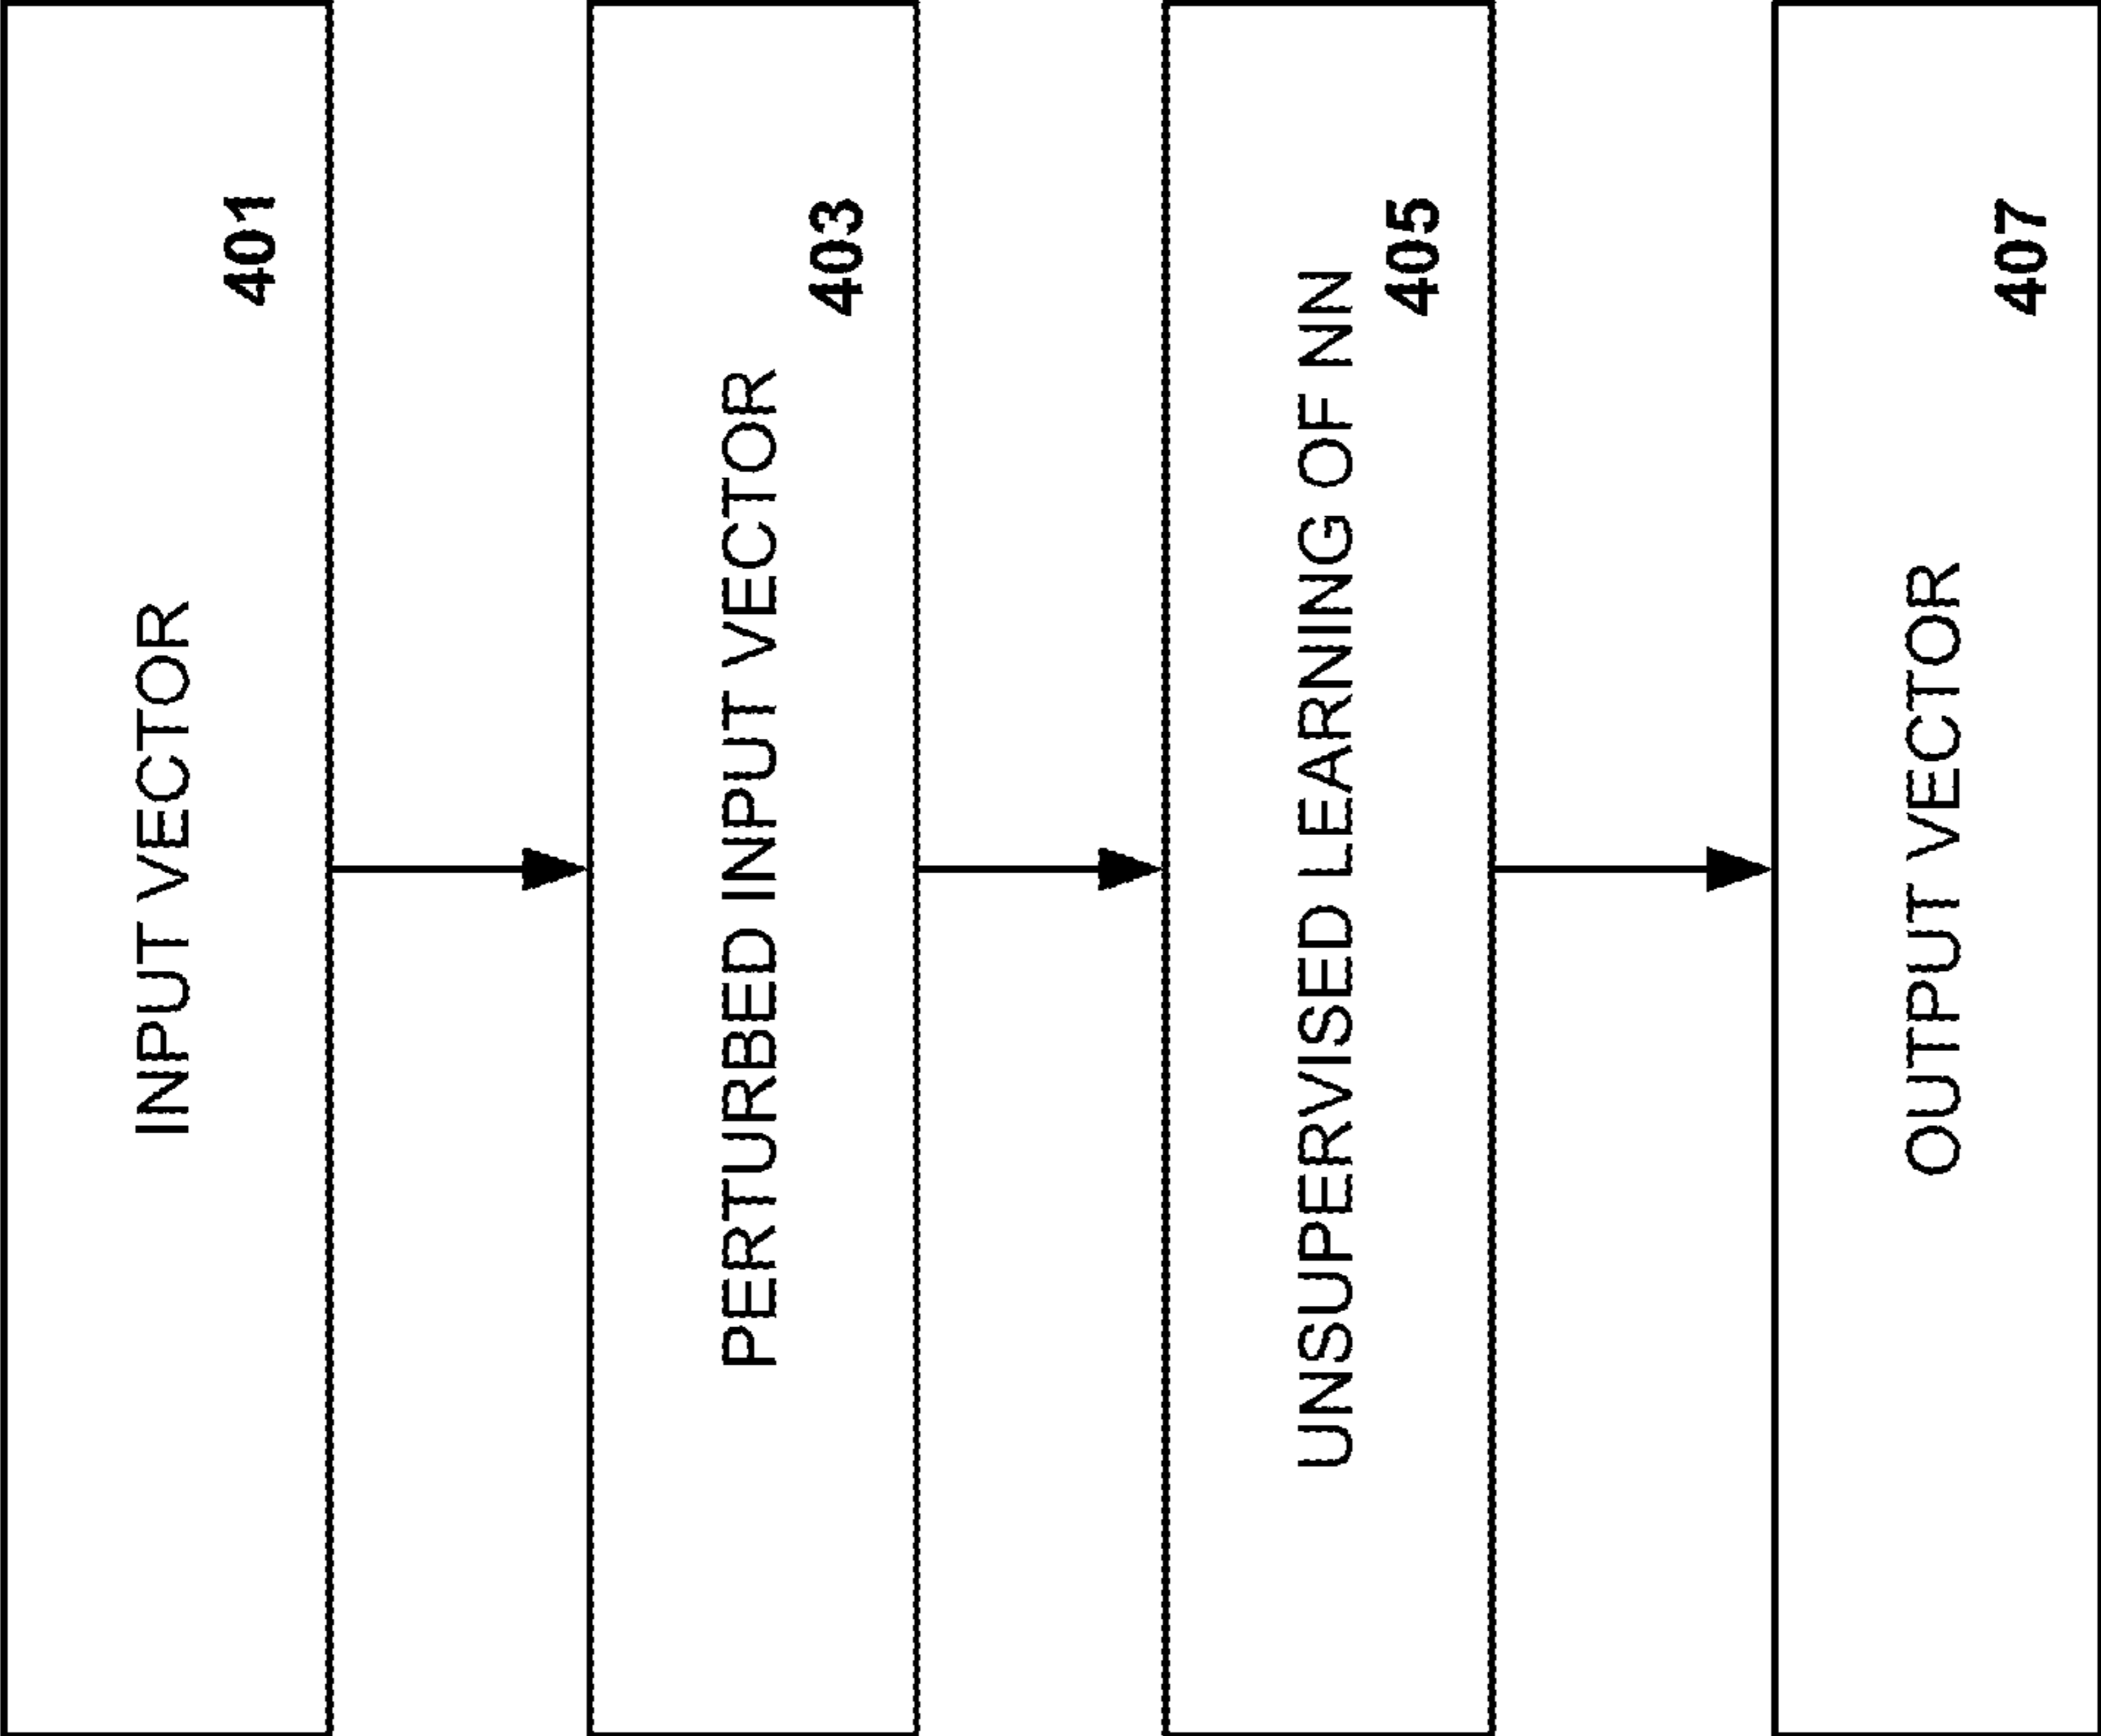 INPUT VECTOR
401
PERTURBED INPUT VECTOR
403
UNSUPERVISED LEARNING OF NN
405
OUTPUT VECTOR
407